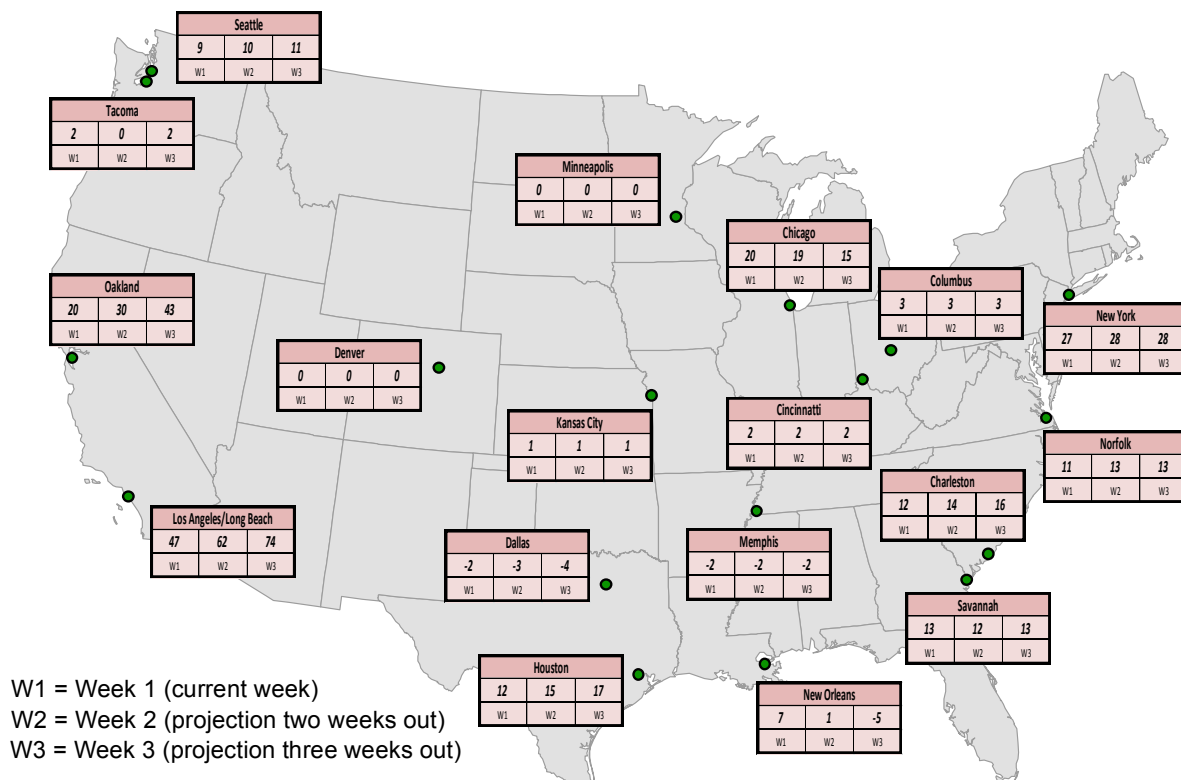 Seattle
9 10 11
W1 W2 W3
Tacoma
2 0 2
W1 W2 W3
Minneapolis
0 0 0
W1 W2 W3
Chicago
20 19 15
W1 W2 W3
Columbus
3 3 3
W1 W2 W3
Oakland
20 30 43
W1 W2 W3
New York
27 28 28
W1 W2 W3
Denver
0 0 0
W1 W2 W3
Kansas City
1 1 1
W1 W2 W3
Cincinnatti
2 2 2
W1 W2 W3
Norfolk
11 13 13
W1 W2 W3
Charleston
12 14 16
W1 W2 W3
Los Angeles/Long Beach
47 62 74
W1 W2 W3
Dallas
-2 -3 -4
W1 W2 W3
Memphis
-2 -2 -2
W1 W2 W3
Savannah
13 12 13
W1 W2 W3
Houston
12 15 17
W1 W2 W3
New Orleans
7 1 -5
W1 W2 W3
W1 = Week 1 (current week)
W2 = Week 2 (projection two weeks out)
W3 = Week 3 (projection three weeks out)